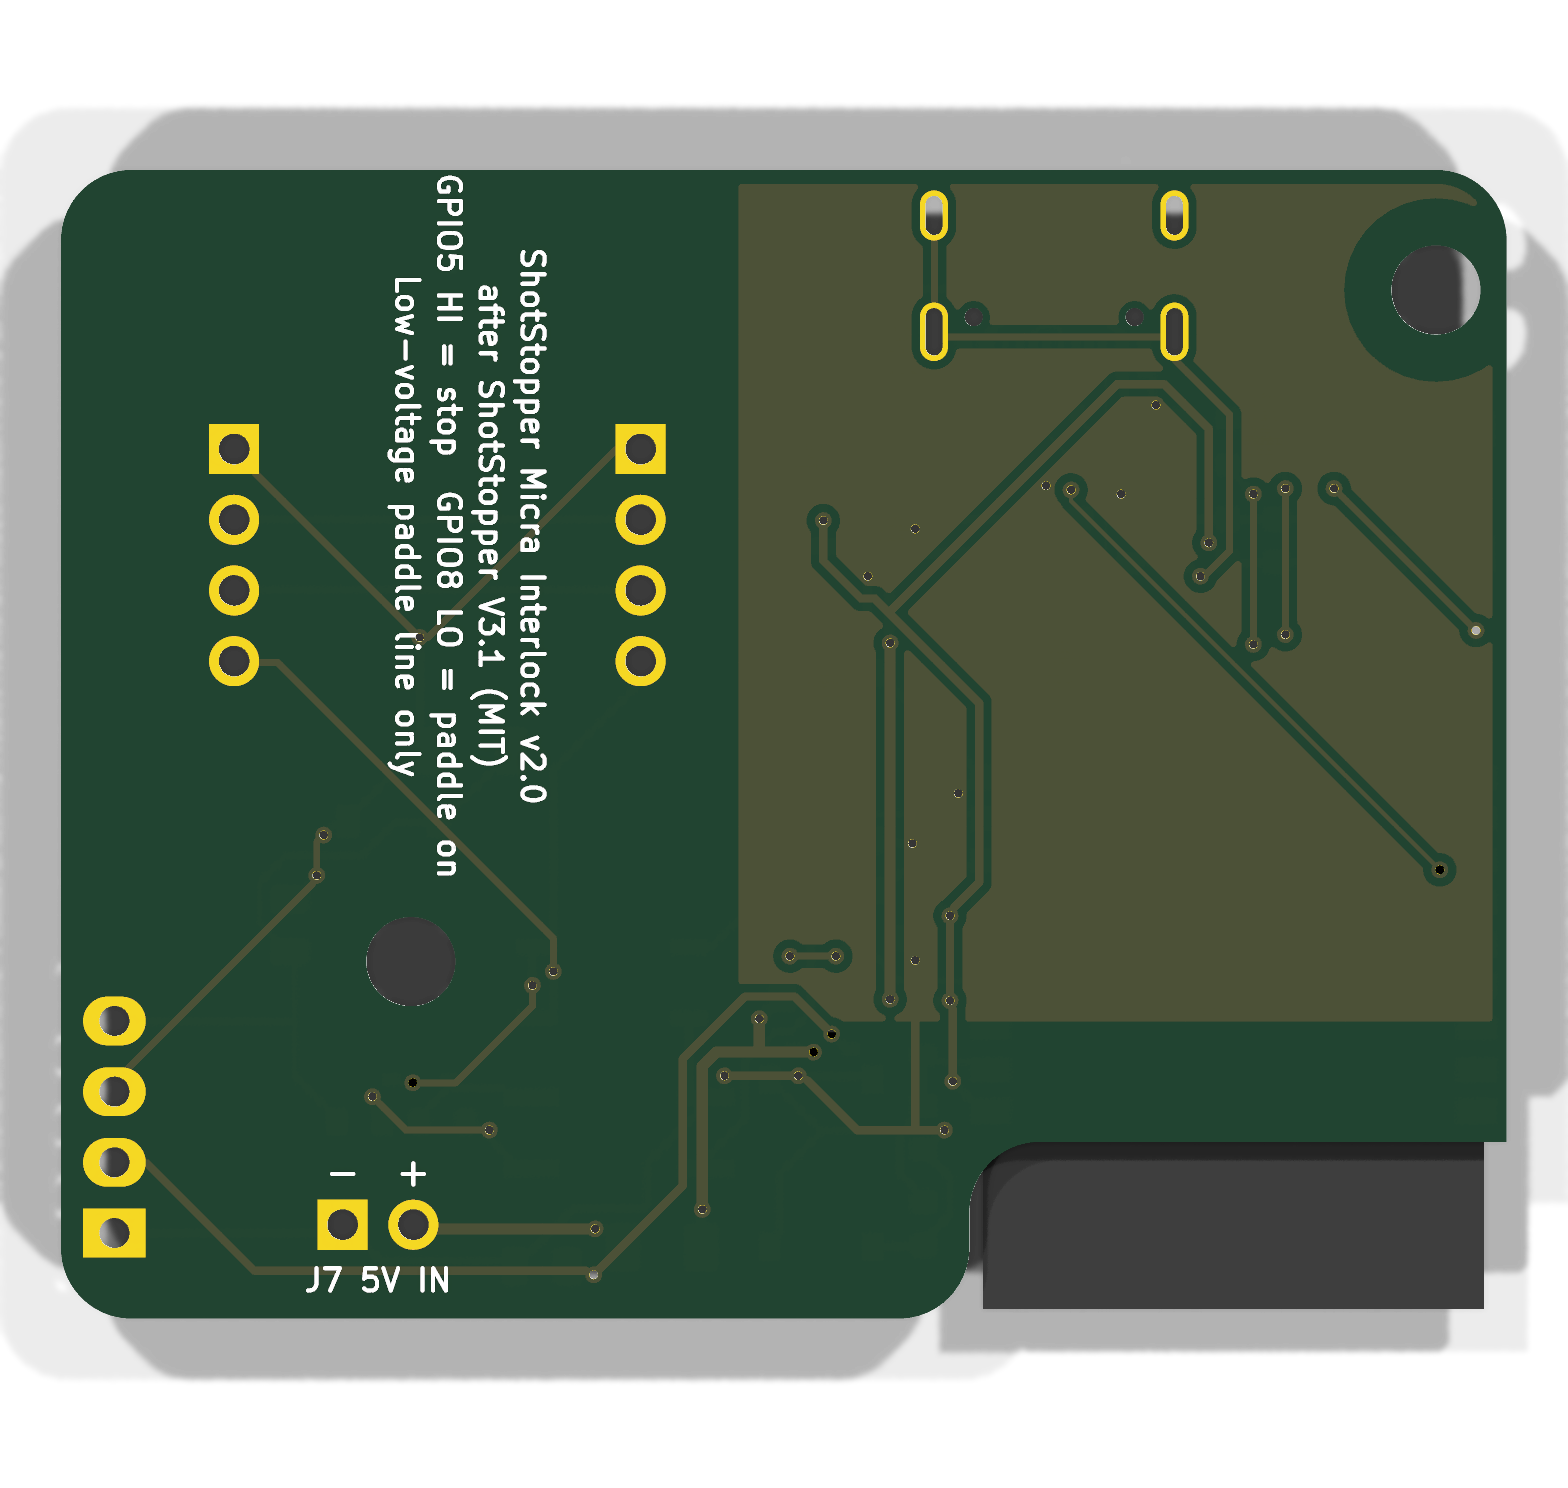 ShotStopper Micra Interlock v2.0
after ShotStopper V3.1 (MIT)
GPIO5 HI = stop  GPIO8 LO = paddle on
Low-voltage paddle line only
- +
J7 5V IN